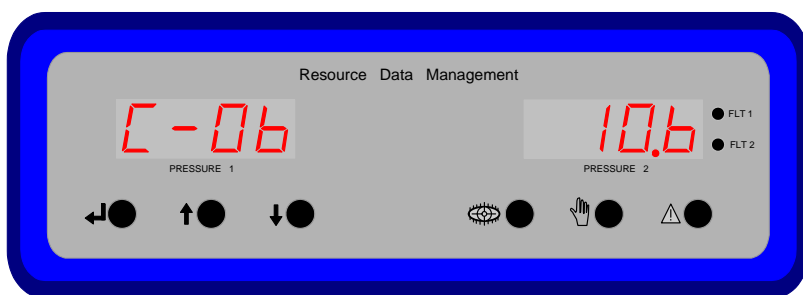 Resource Data Management
C-0b
10.b
FLT 1
FLT 2
PRESSURE 1
PRESSURE 2